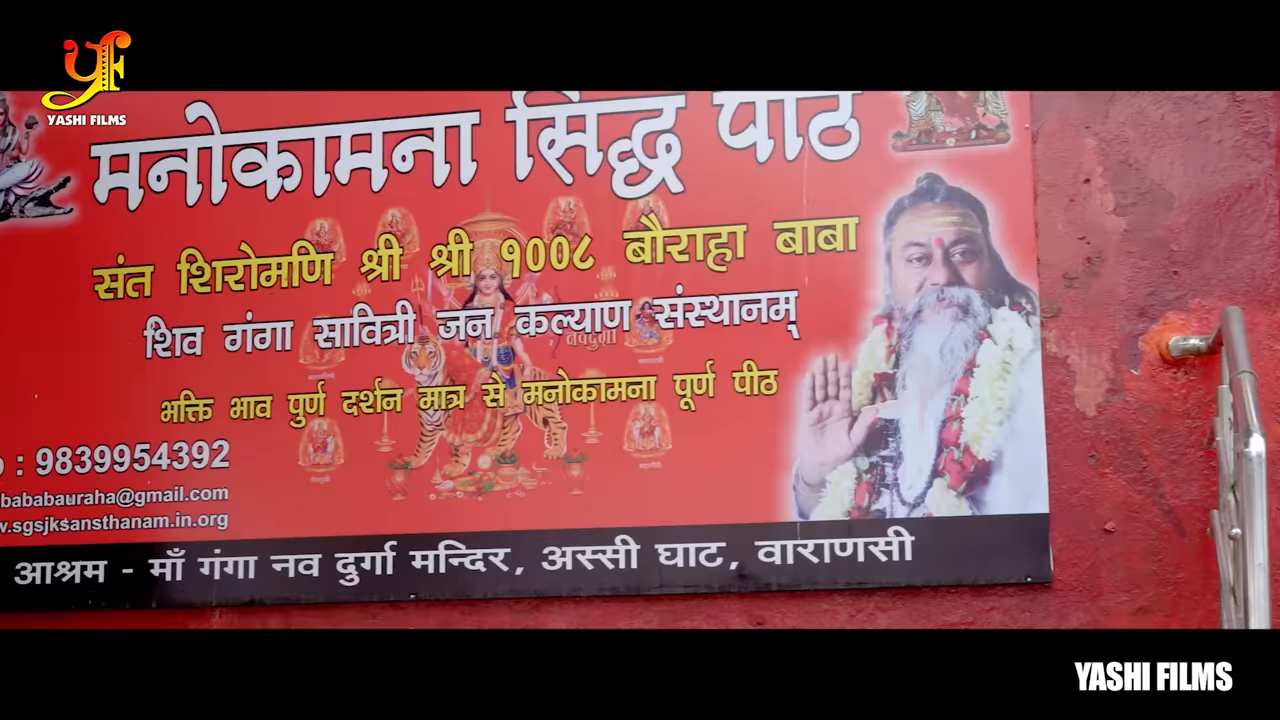 YASHI FILMS
मनोकामना सिद्ध पीठ
संत शिरोमणि श्री श्री १००८ बौराहा बाबा
शिव गंगा सावित्री जन कल्याण संस्थानम्
नवदुर्गा
भक्ति भाव पुर्ण दर्शन मात्र से मनोकामना पूर्ण पीठ
: 9839954392
bababauraha@gmail.com
w.sgsjksansthanam.in.org
आश्रम - माँ गंगा नव दुर्गा मन्दिर, अस्सी घाट, वाराणसी
YASHI FILMS